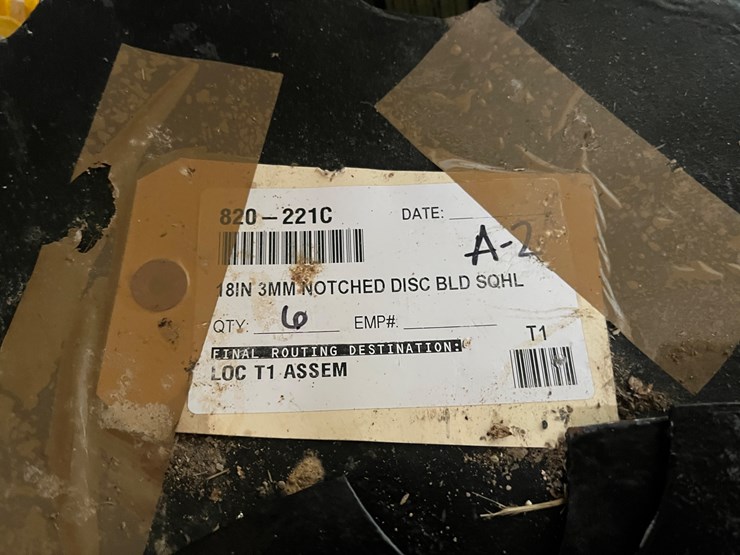 820-221C DATE:
A-2
18IN 3MM NOTCHED DISC BLD SQHL
QTY: 6 EMP#:
T1
FINAL ROUTING DESTINATION:
LOC T1 ASSEM